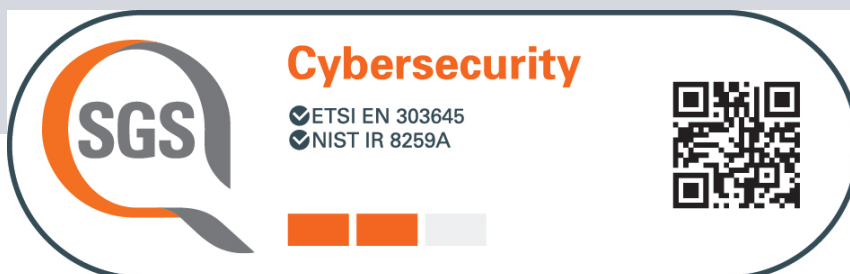 SGS
Cybersecurity
ETSI EN 303645
NIST IR 8259A